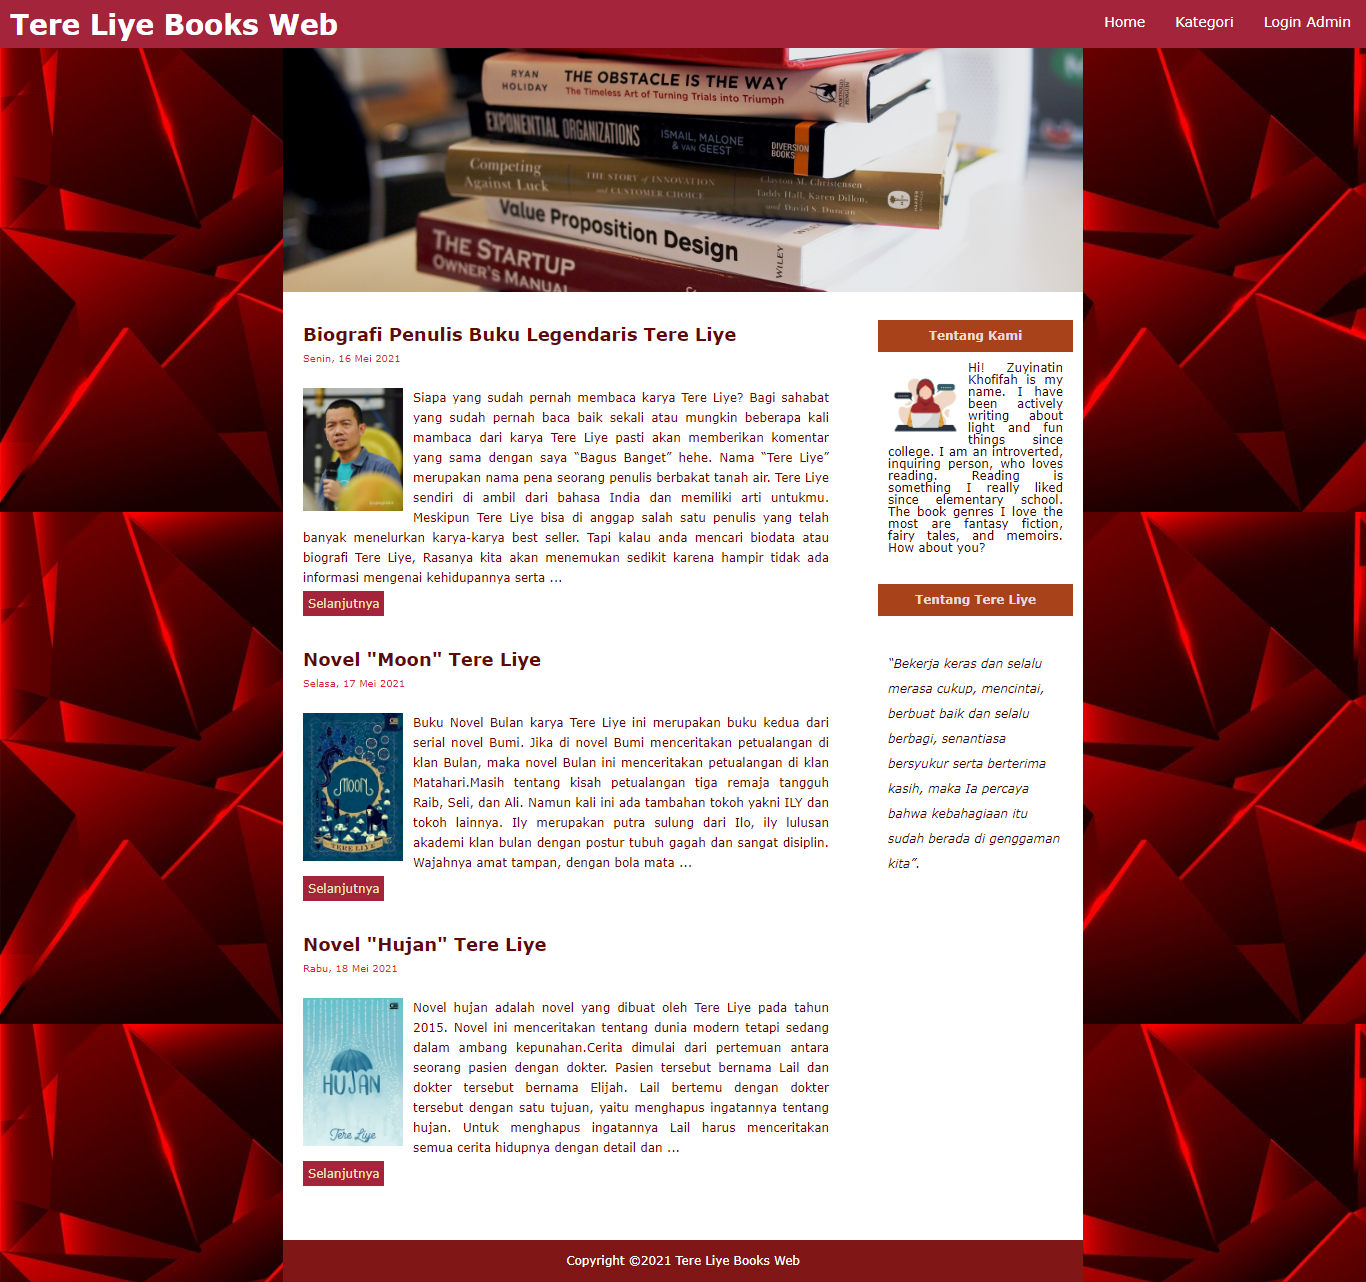 Tere Liye Books Web
Home Kategori Login Admin
RYAN HOLIDAY THE OBSTACLE IS THE WAY
The Timeless Art of Turning Trials into Triumph
EXPONENTIAL ORGANIZATIONS ISMAIL, MALONE & VAN GEEST DIVERSION BOOKS
Competing Against Luck THE STORY of INNOVATION and CUSTOMER CHOICE Clayton M. Christensen Taddy Hall, Karen Dillon, and David S. Duncan
Value Proposition Design WILEY
THE STARTUP OWNER'S MANUAL
Biografi Penulis Buku Legendaris Tere Liye
Senin, 16 Mei 2021
Siapa yang sudah pernah membaca karya Tere Liye? Bagi sahabat
yang sudah pernah baca baik sekali atau mungkin beberapa kali
mambaca dari karya Tere Liye pasti akan memberikan komentar
yang sama dengan saya “Bagus Banget” hehe. Nama “Tere Liye”
merupakan nama pena seorang penulis berbakat tanah air. Tere Liye
sendiri di ambil dari bahasa India dan memiliki arti untukmu.
Meskipun Tere Liye bisa di anggap salah satu penulis yang telah
banyak menelurkan karya-karya best seller. Tapi kalau anda mencari biodata atau
biografi Tere Liye, Rasanya kita akan menemukan sedikit karena hampir tidak ada
informasi mengenai kehidupannya serta ...
Selanjutnya
Novel "Moon" Tere Liye
Selasa, 17 Mei 2021
MOON
TERE LIYE
Buku Novel Bulan karya Tere Liye ini merupakan buku kedua dari
serial novel Bumi. Jika di novel Bumi menceritakan petualangan di
klan Bulan, maka novel Bulan ini menceritakan petualangan di klan
Matahari.Masih tentang kisah petualangan tiga remaja tangguh
Raib, Seli, dan Ali. Namun kali ini ada tambahan tokoh yakni ILY dan
tokoh lainnya. Ily merupakan putra sulung dari Ilo, ily lulusan
akademi klan bulan dengan postur tubuh gagah dan sangat disiplin.
Wajahnya amat tampan, dengan bola mata ...
Selanjutnya
Novel "Hujan" Tere Liye
Rabu, 18 Mei 2021
HUJAN
Tere Liye
Novel hujan adalah novel yang dibuat oleh Tere Liye pada tahun
2015. Novel ini menceritakan tentang dunia modern tetapi sedang
dalam ambang kepunahan.Cerita dimulai dari pertemuan antara
seorang pasien dengan dokter. Pasien tersebut bernama Lail dan
dokter tersebut bernama Elijah. Lail bertemu dengan dokter
tersebut dengan satu tujuan, yaitu menghapus ingatannya tentang
hujan. Untuk menghapus ingatannya Lail harus menceritakan
semua cerita hidupnya dengan detail dan ...
Selanjutnya
Tentang Kami
Hi! Zuyinatin
Khofifah is my
name. I have
been actively
writing about
light and fun
things since
college. I am an introverted,
inquiring person, who loves
reading. Reading is
something I really liked
since elementary school.
The book genres I love the
most are fantasy fiction,
fairy tales, and memoirs.
How about you?
Tentang Tere Liye
“Bekerja keras dan selalu
merasa cukup, mencintai,
berbuat baik dan selalu
berbagi, senantiasa
bersyukur serta berterima
kasih, maka Ia percaya
bahwa kebahagiaan itu
sudah berada di genggaman
kita”.
Copyright ©2021 Tere Liye Books Web